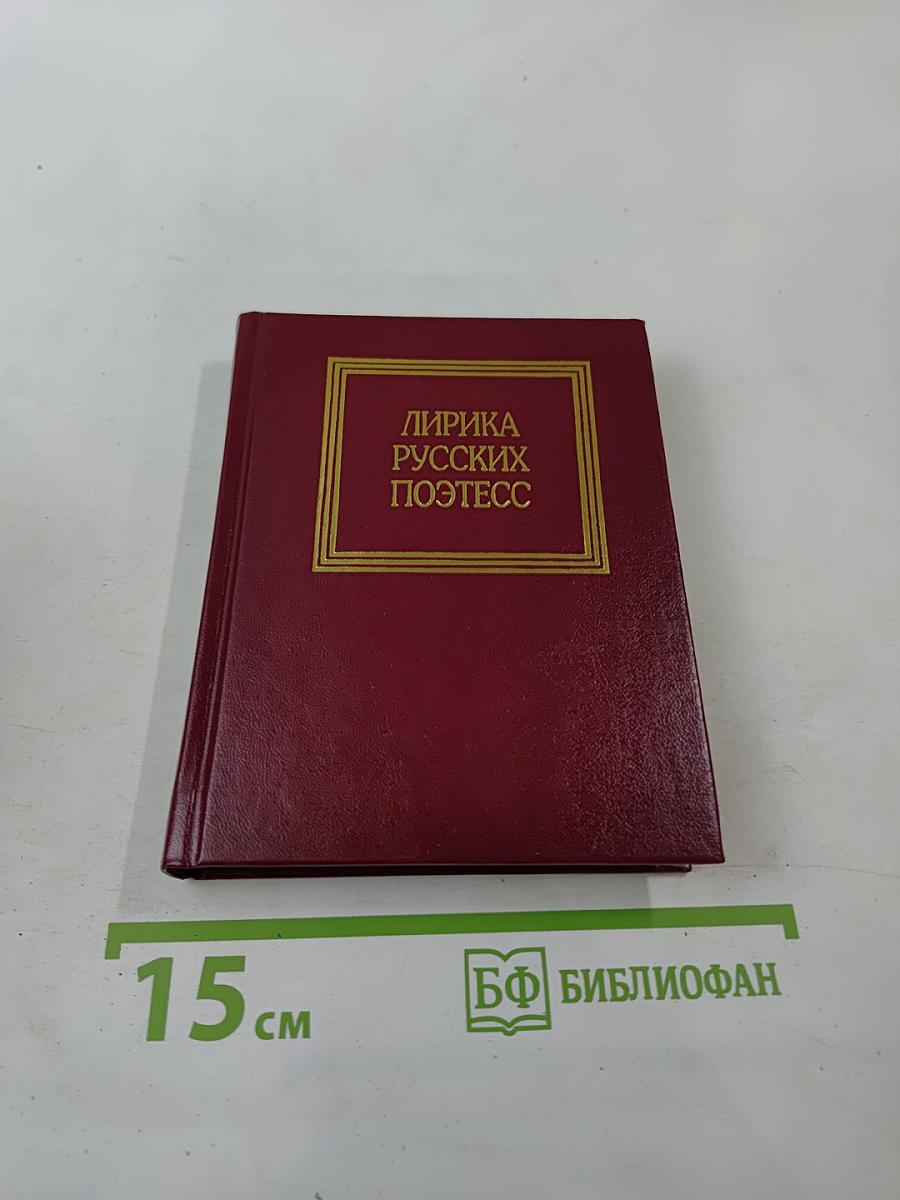 ЛИРИКА
РУССКИХ
ПОЭТЕСС
15 см
БФ БИБЛИОФАН